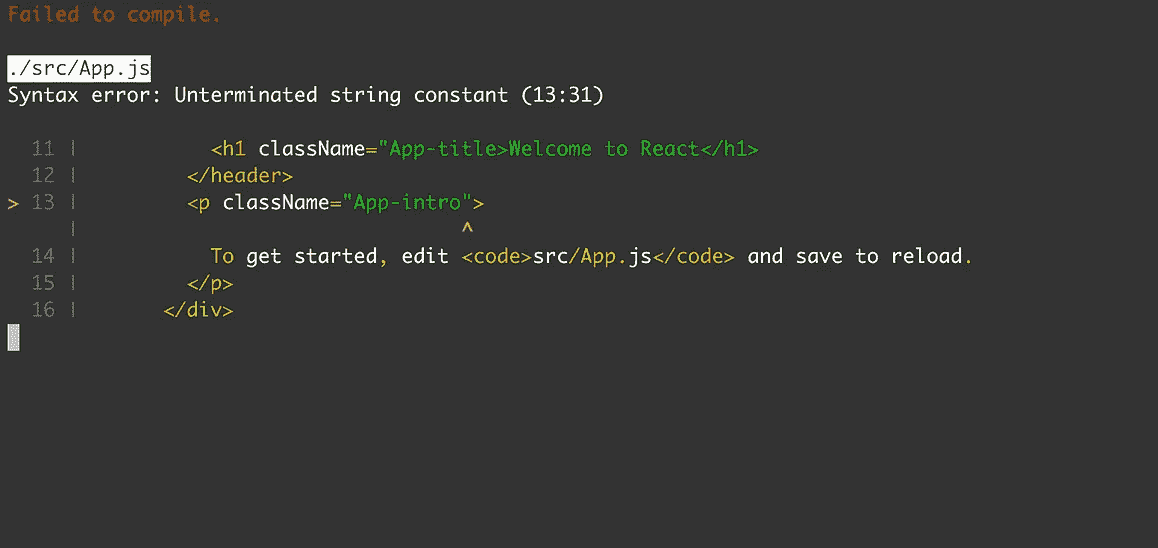 Failed to compile.
./src/App.js
Syntax error: Unterminated string constant (13:31)
  11 |           <h1 className="App-title>Welcome to React</h1>
  12 |         </header>
> 13 |         <p className="App-intro">
     |                                ^
  14 |           To get started, edit <code>src/App.js</code> and save to reload.
  15 |         </p>
  16 |       </div>